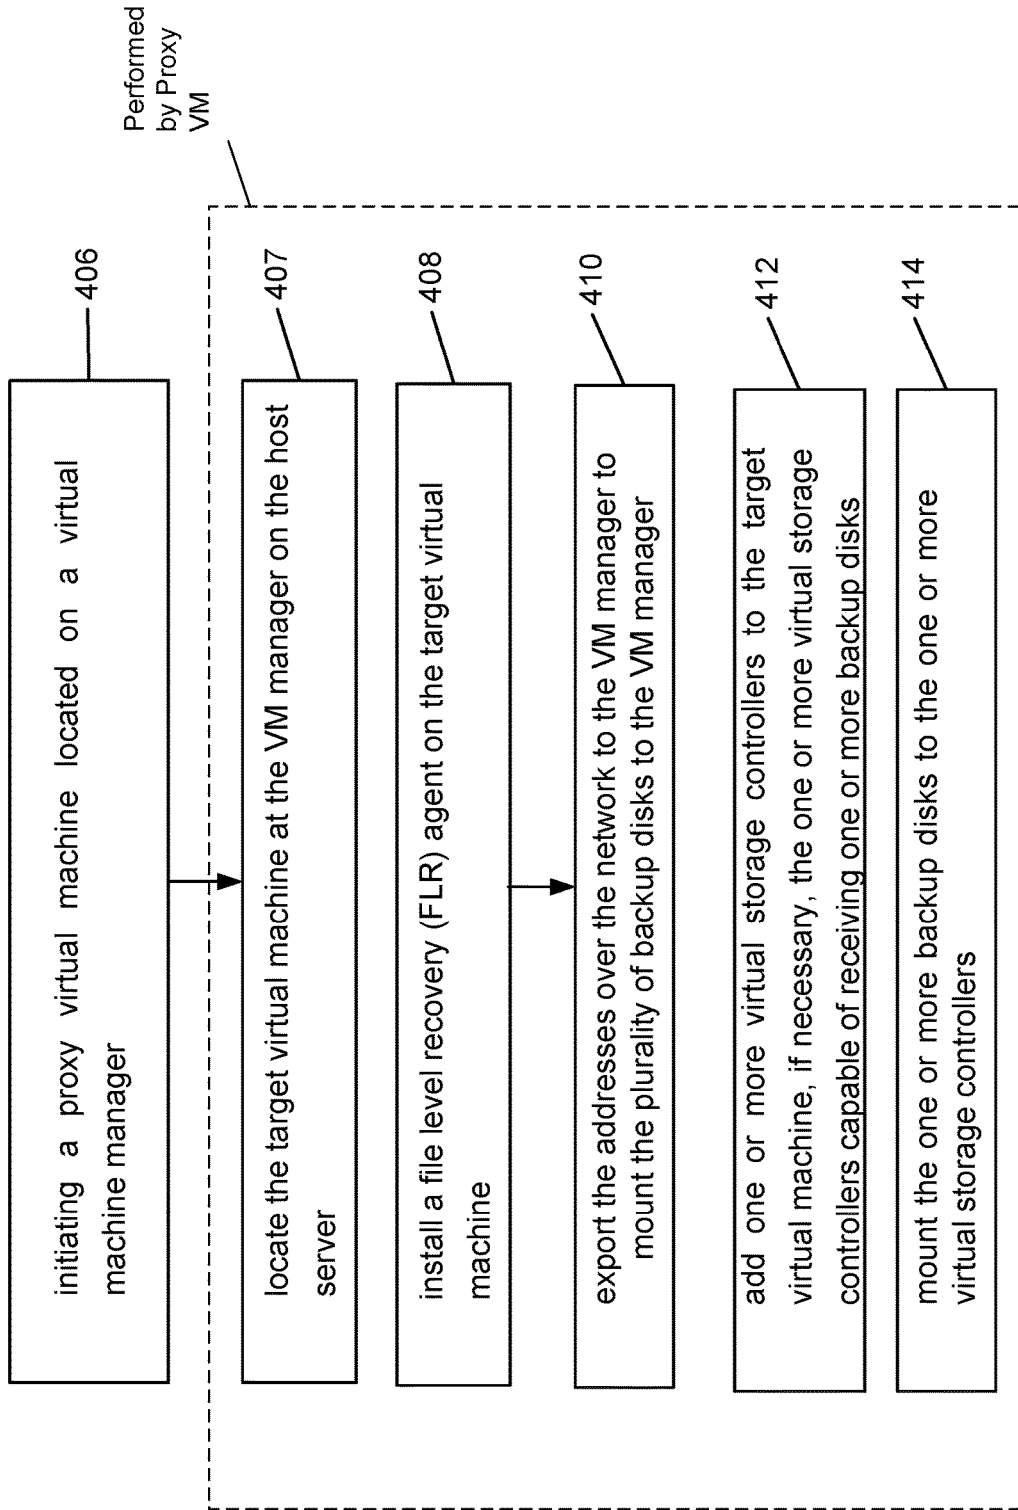 Performed
by Proxy
VM
initiating a proxy virtual machine located on a virtual
machine manager
406
locate the target virtual machine at the VM manager on the host
server
407
install a file level recovery (FLR) agent on the target virtual
machine
408
export the addresses over the network to the VM manager to
mount the plurality of backup disks to the VM manager
410
add one or more virtual storage controllers to the target
virtual machine, if necessary, the one or more virtual storage
controllers capable of receiving one or more backup disks
412
mount the one or more backup disks to the one or more
virtual storage controllers
414